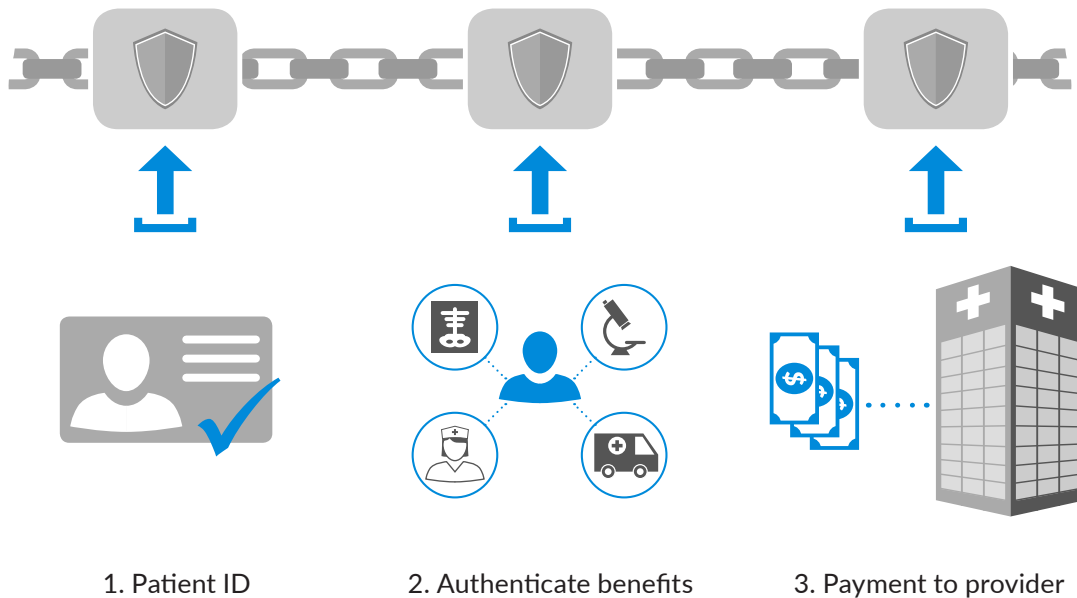 1. Patient ID
2. Authenticate benefits
3. Payment to provider